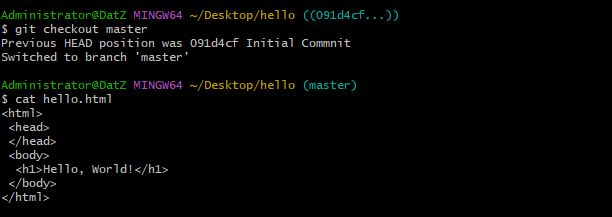 Administrator@DatZ MINGW64 ~/Desktop/hello ((091d4cf...))
$ git checkout master
Previous HEAD position was 091d4cf Initial Commnit
Switched to branch 'master'
Administrator@DatZ MINGW64 ~/Desktop/hello (master)
$ cat hello.html
<html>
 <head>
 </head>
 <body>
  <h1>Hello, World!</h1>
 </body>
</html>